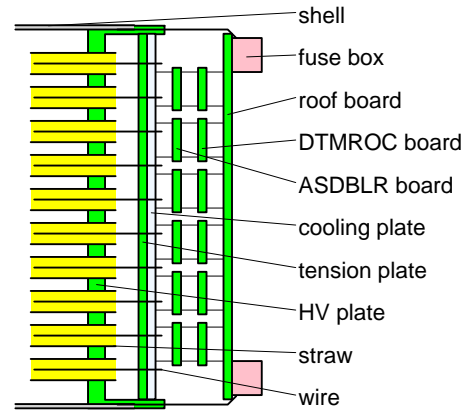 shell
fuse box
roof board
DTMROC board
ASDBLR board
cooling plate
tension plate
HV plate
straw
wire